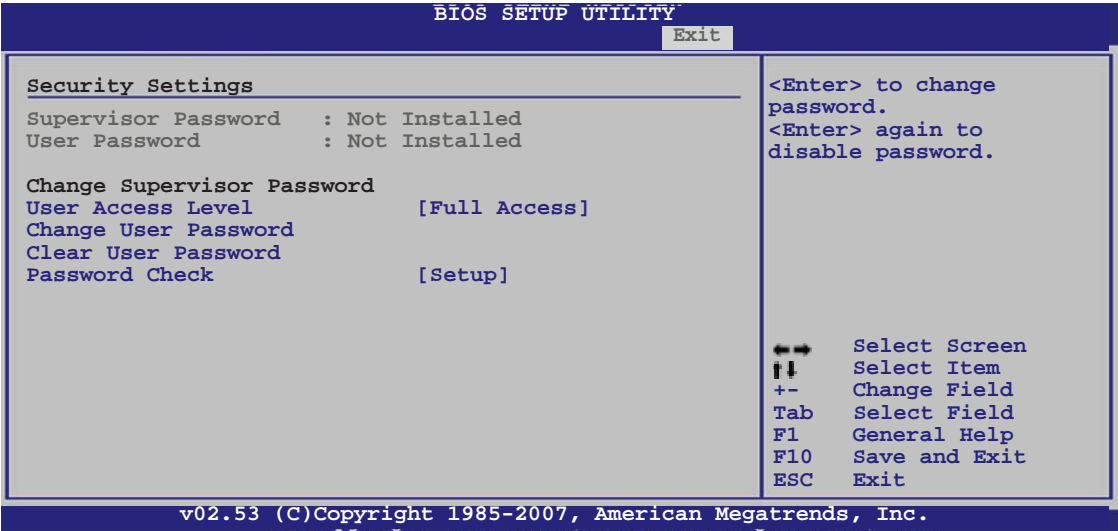 BIOS SETUP UTILITY
Exit
Security Settings
Supervisor Password : Not Installed
User Password : Not Installed
Change Supervisor Password
User Access Level [Full Access]
Change User Password
Clear User Password
Password Check [Setup]
<Enter> to change
password.
<Enter> again to
disable password.
Select Screen
Select Item
+- Change Field
Tab Select Field
F1 General Help
F10 Save and Exit
ESC Exit
v02.53 (C)Copyright 1985-2007, American Megatrends, Inc.